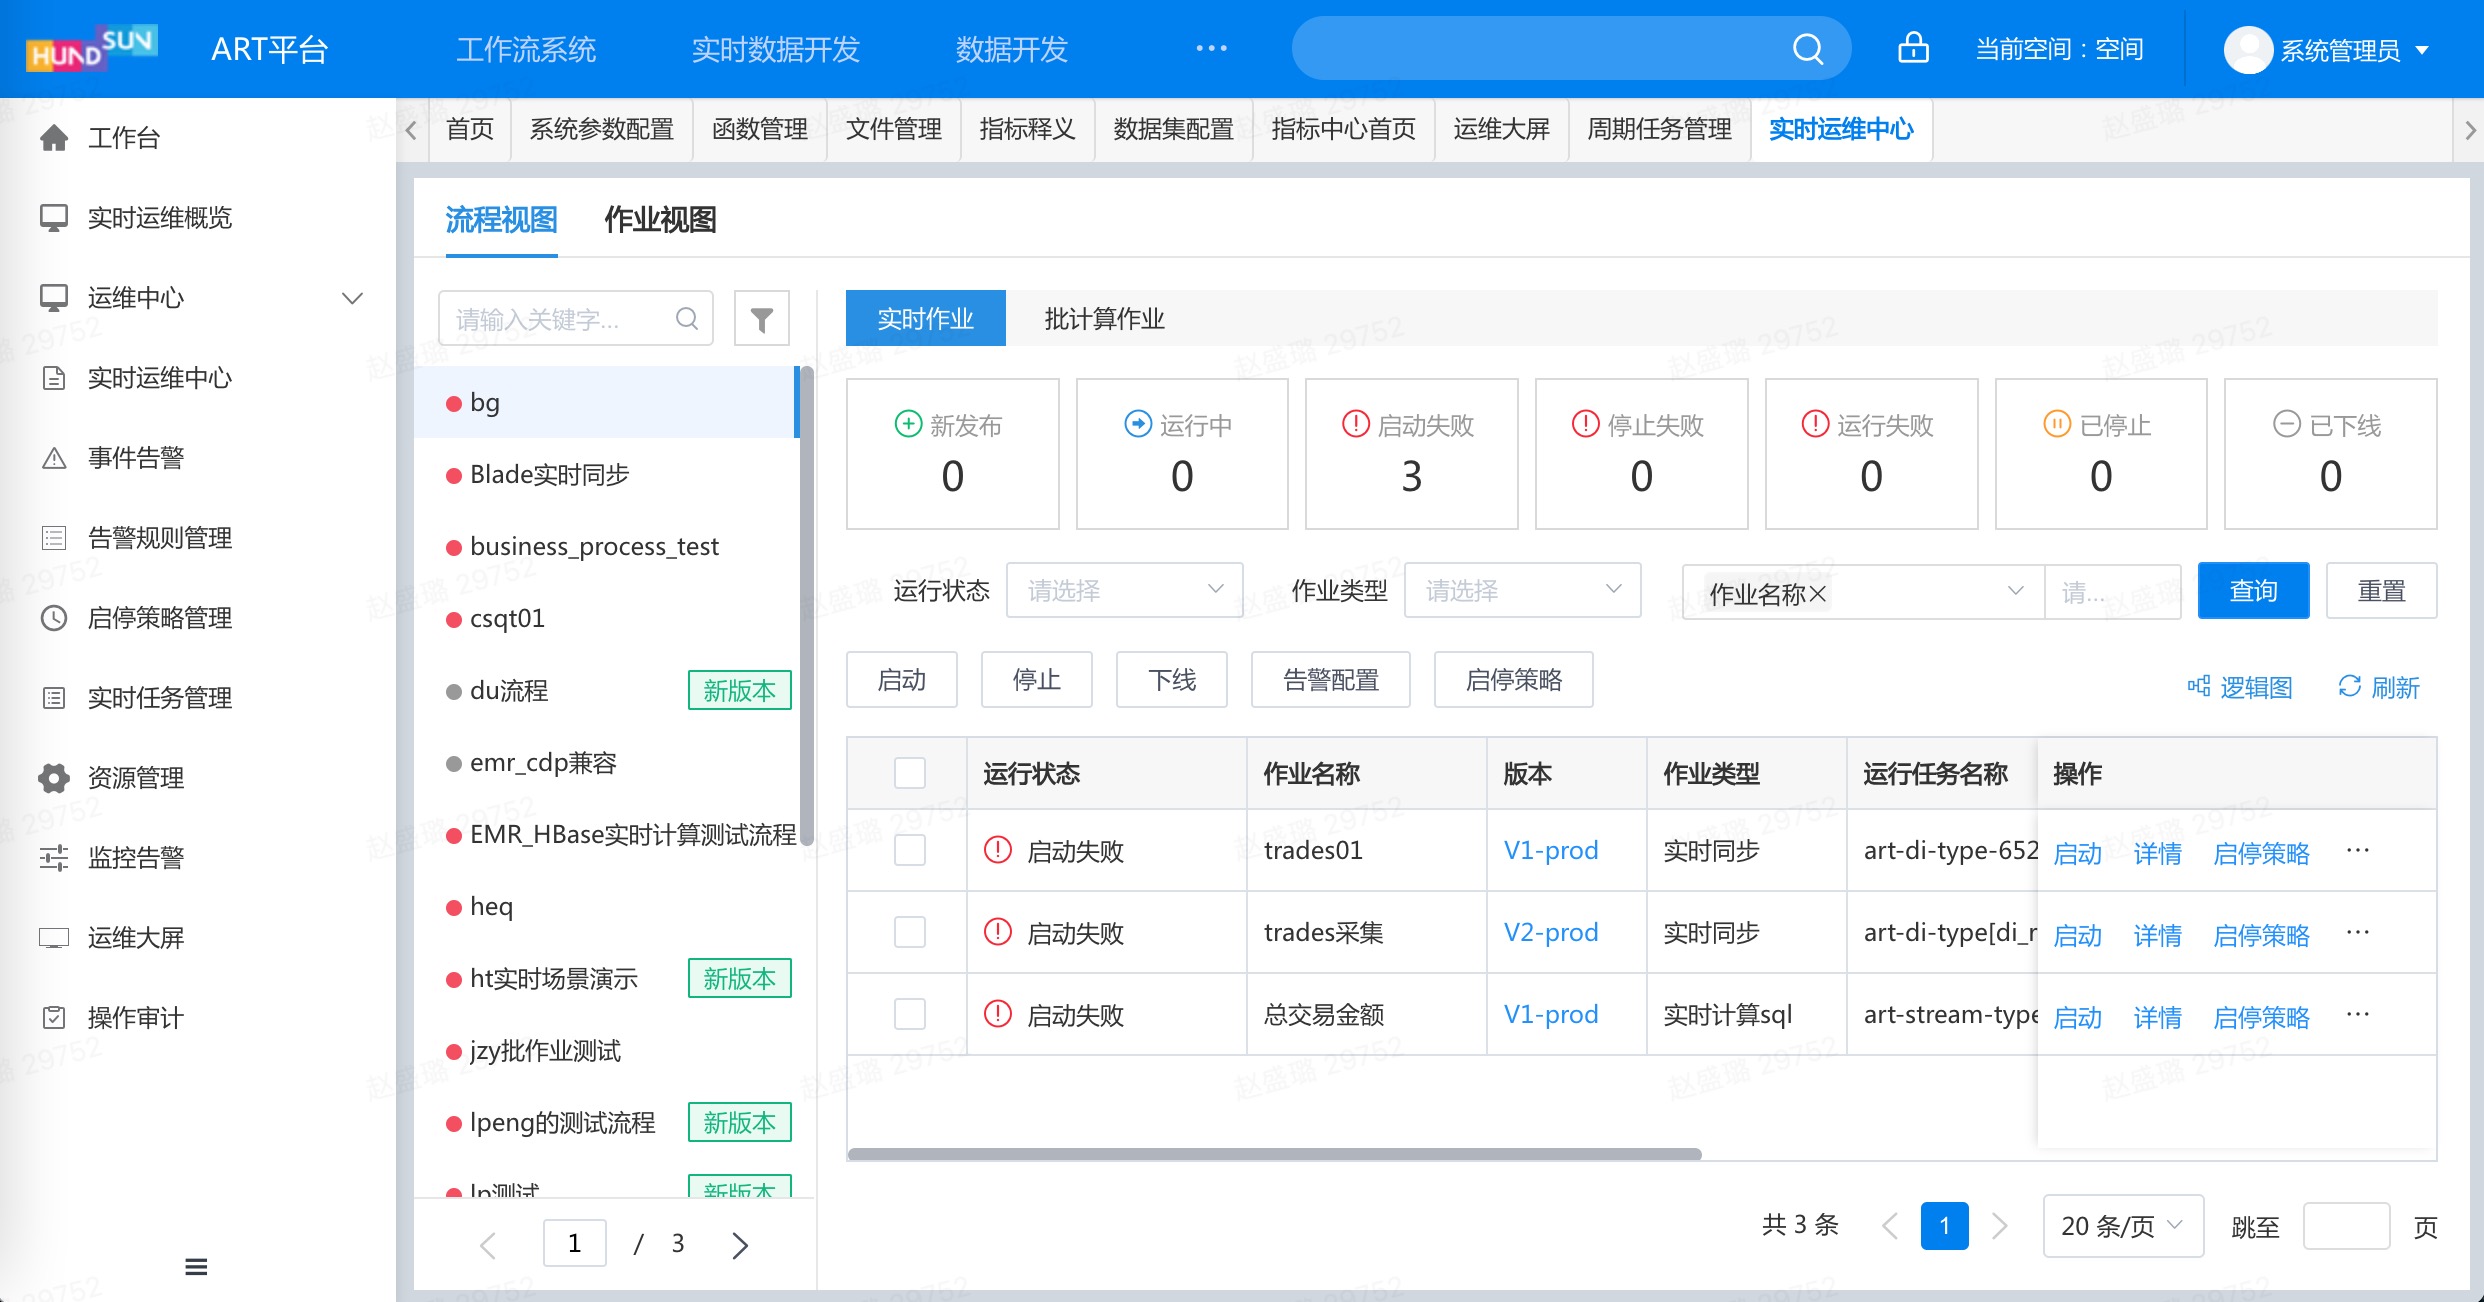 HUNDSUN
ART平台
工作流系统
实时数据开发
数据开发
···
当前空间：空间
系统管理员
工作台
实时运维概览
运维中心
实时运维中心
事件告警
告警规则管理
启停策略管理
实时任务管理
资源管理
监控告警
运维大屏
操作审计
首页
系统参数配置
函数管理
文件管理
指标释义
数据集配置
指标中心首页
运维大屏
周期任务管理
实时运维中心
流程视图
作业视图
请输入关键字...
bg
Blade实时同步
business_process_test
csqt01
du流程 新版本
emr_cdp兼容
EMR_HBase实时计算测试流程
heq
ht实时场景演示 新版本
jzy批作业测试
lpeng的测试流程 新版本
lp测试 新版本
1 / 3
实时作业
批计算作业
新发布 0
运行中 0
启动失败 3
停止失败 0
运行失败 0
已停止 0
已下线 0
运行状态 请选择
作业类型 请选择
作业名称 请...
查询
重置
启动
停止
下线
告警配置
启停策略
逻辑图
刷新
运行状态 作业名称 版本 作业类型 运行任务名称 操作
启动失败 trades01 V1-prod 实时同步 art-di-type-652 启动 详情 启停策略 ···
启动失败 trades采集 V2-prod 实时同步 art-di-type[di_r 启动 详情 启停策略 ···
启动失败 总交易金额 V1-prod 实时计算sql art-stream-type 启动 详情 启停策略 ···
共 3 条 1 20 条/页 跳至 页
赵盛璐 29752